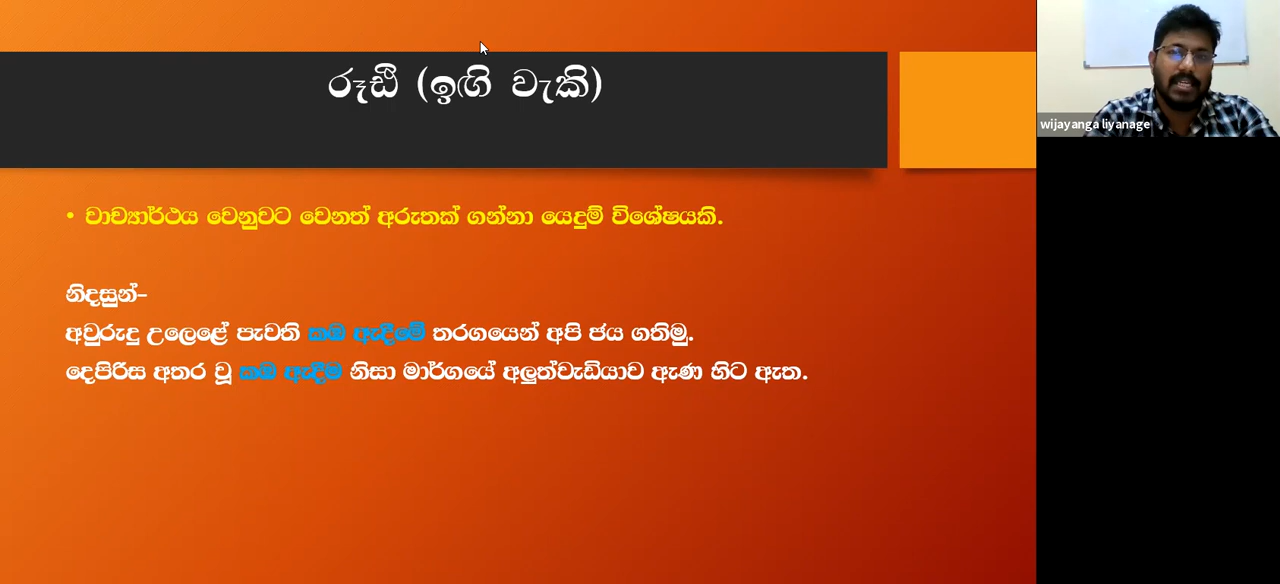 රූඪි (ඉඟි වැකි)
wijayanga liyanage
• වාච්‍යාර්ථය වෙනුවට වෙනත් අරුතක් ගන්නා යෙදුම් විශේෂයකි.
නිදසුන්-
අවුරුදු උලෙළේ පැවති කඹ ඇදීමේ තරගයෙන් අපි ජය ගතිමු.
දෙපිරිස අතර වූ කඹ ඇදීම නිසා මාර්ගයේ අලුත්වැඩියාව ඇණ හිට ඇත.